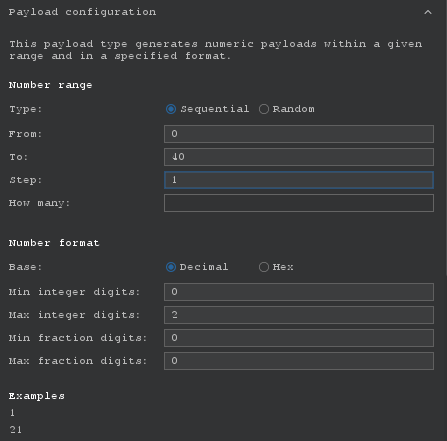 Payload configuration
This payload type generates numeric payloads within a given
range and in a specified format.
Number range
Type: Sequential Random
From: 0
To: 40
Step: 1
How many:
Number format
Base: Decimal Hex
Min integer digits: 0
Max integer digits: 2
Min fraction digits: 0
Max fraction digits: 0
Examples
1
21